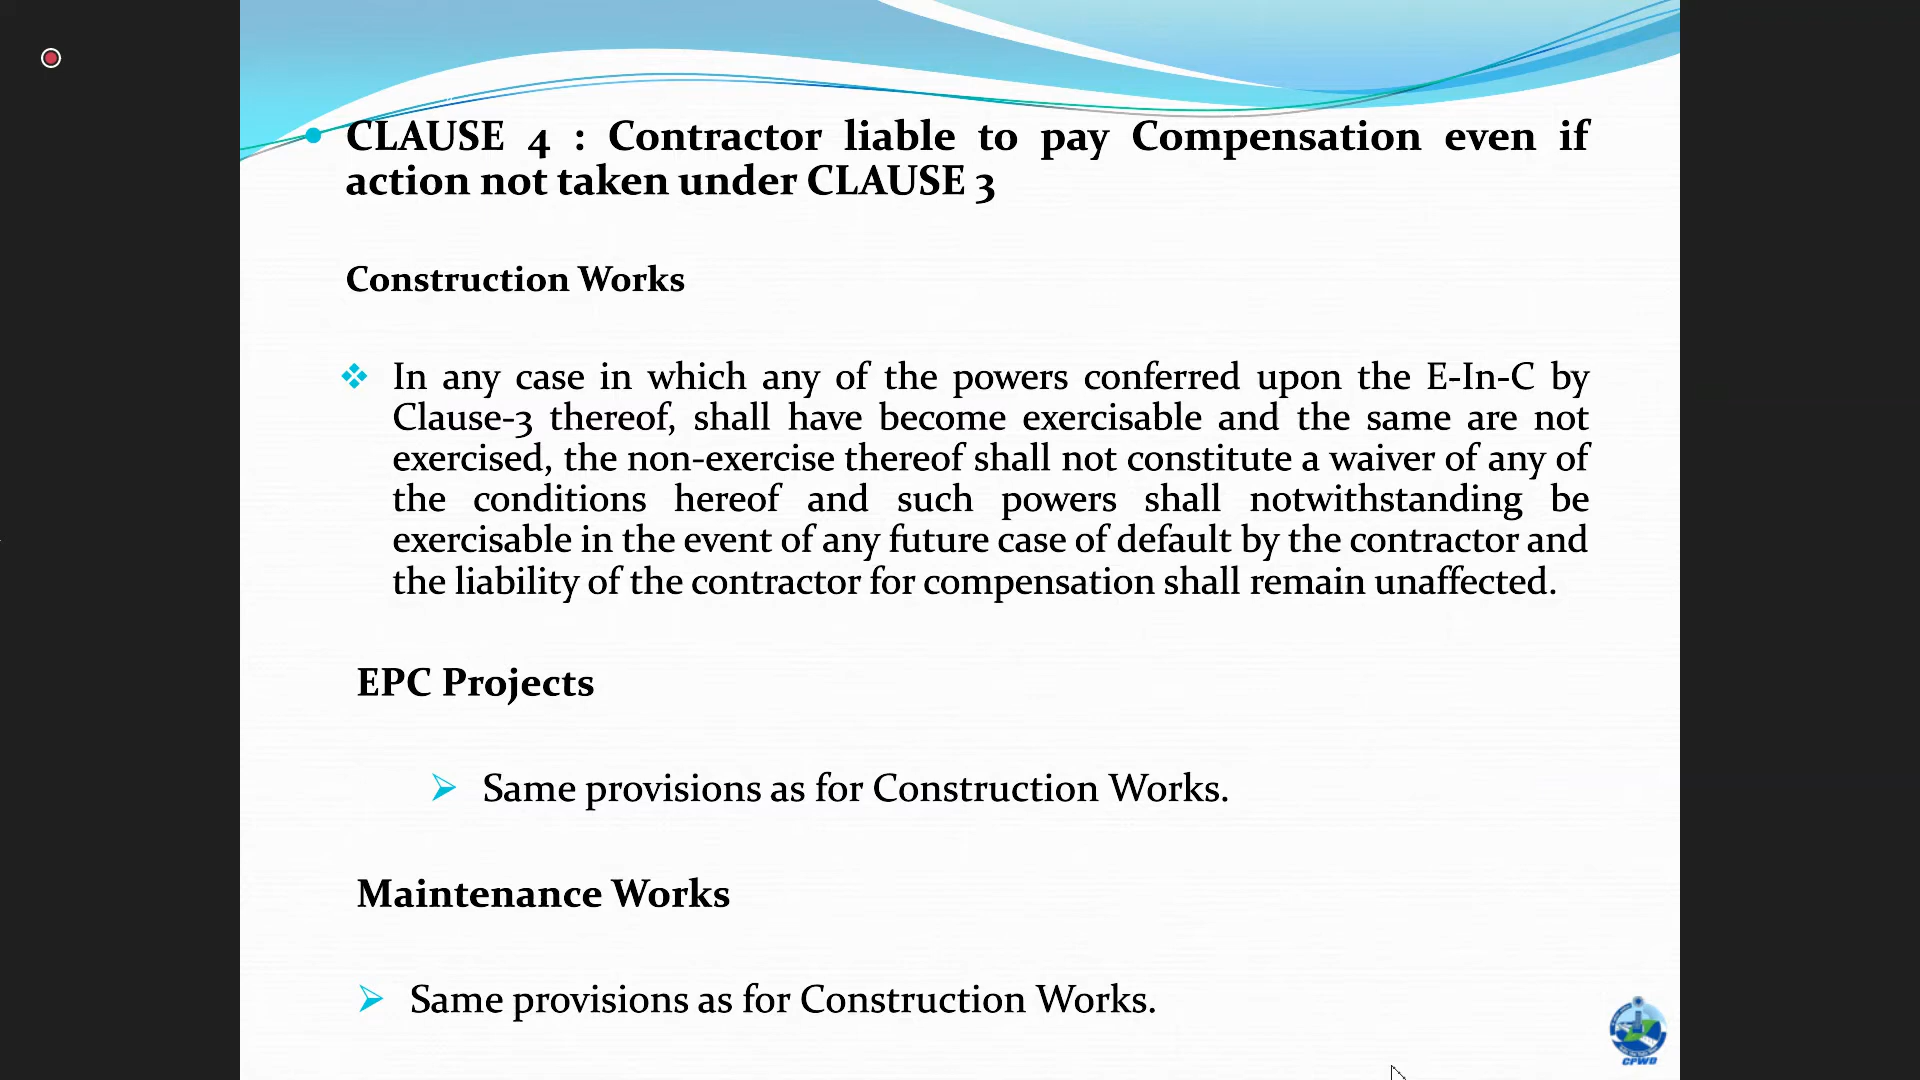 CLAUSE 4 : Contractor liable to pay Compensation even if
action not taken under CLAUSE 3
Construction Works
In any case in which any of the powers conferred upon the E-In-C by
Clause-3 thereof, shall have become exercisable and the same are not
exercised, the non-exercise thereof shall not constitute a waiver of any of
the conditions hereof and such powers shall notwithstanding be
exercisable in the event of any future case of default by the contractor and
the liability of the contractor for compensation shall remain unaffected.
EPC Projects
Same provisions as for Construction Works.
Maintenance Works
Same provisions as for Construction Works.
CPWD